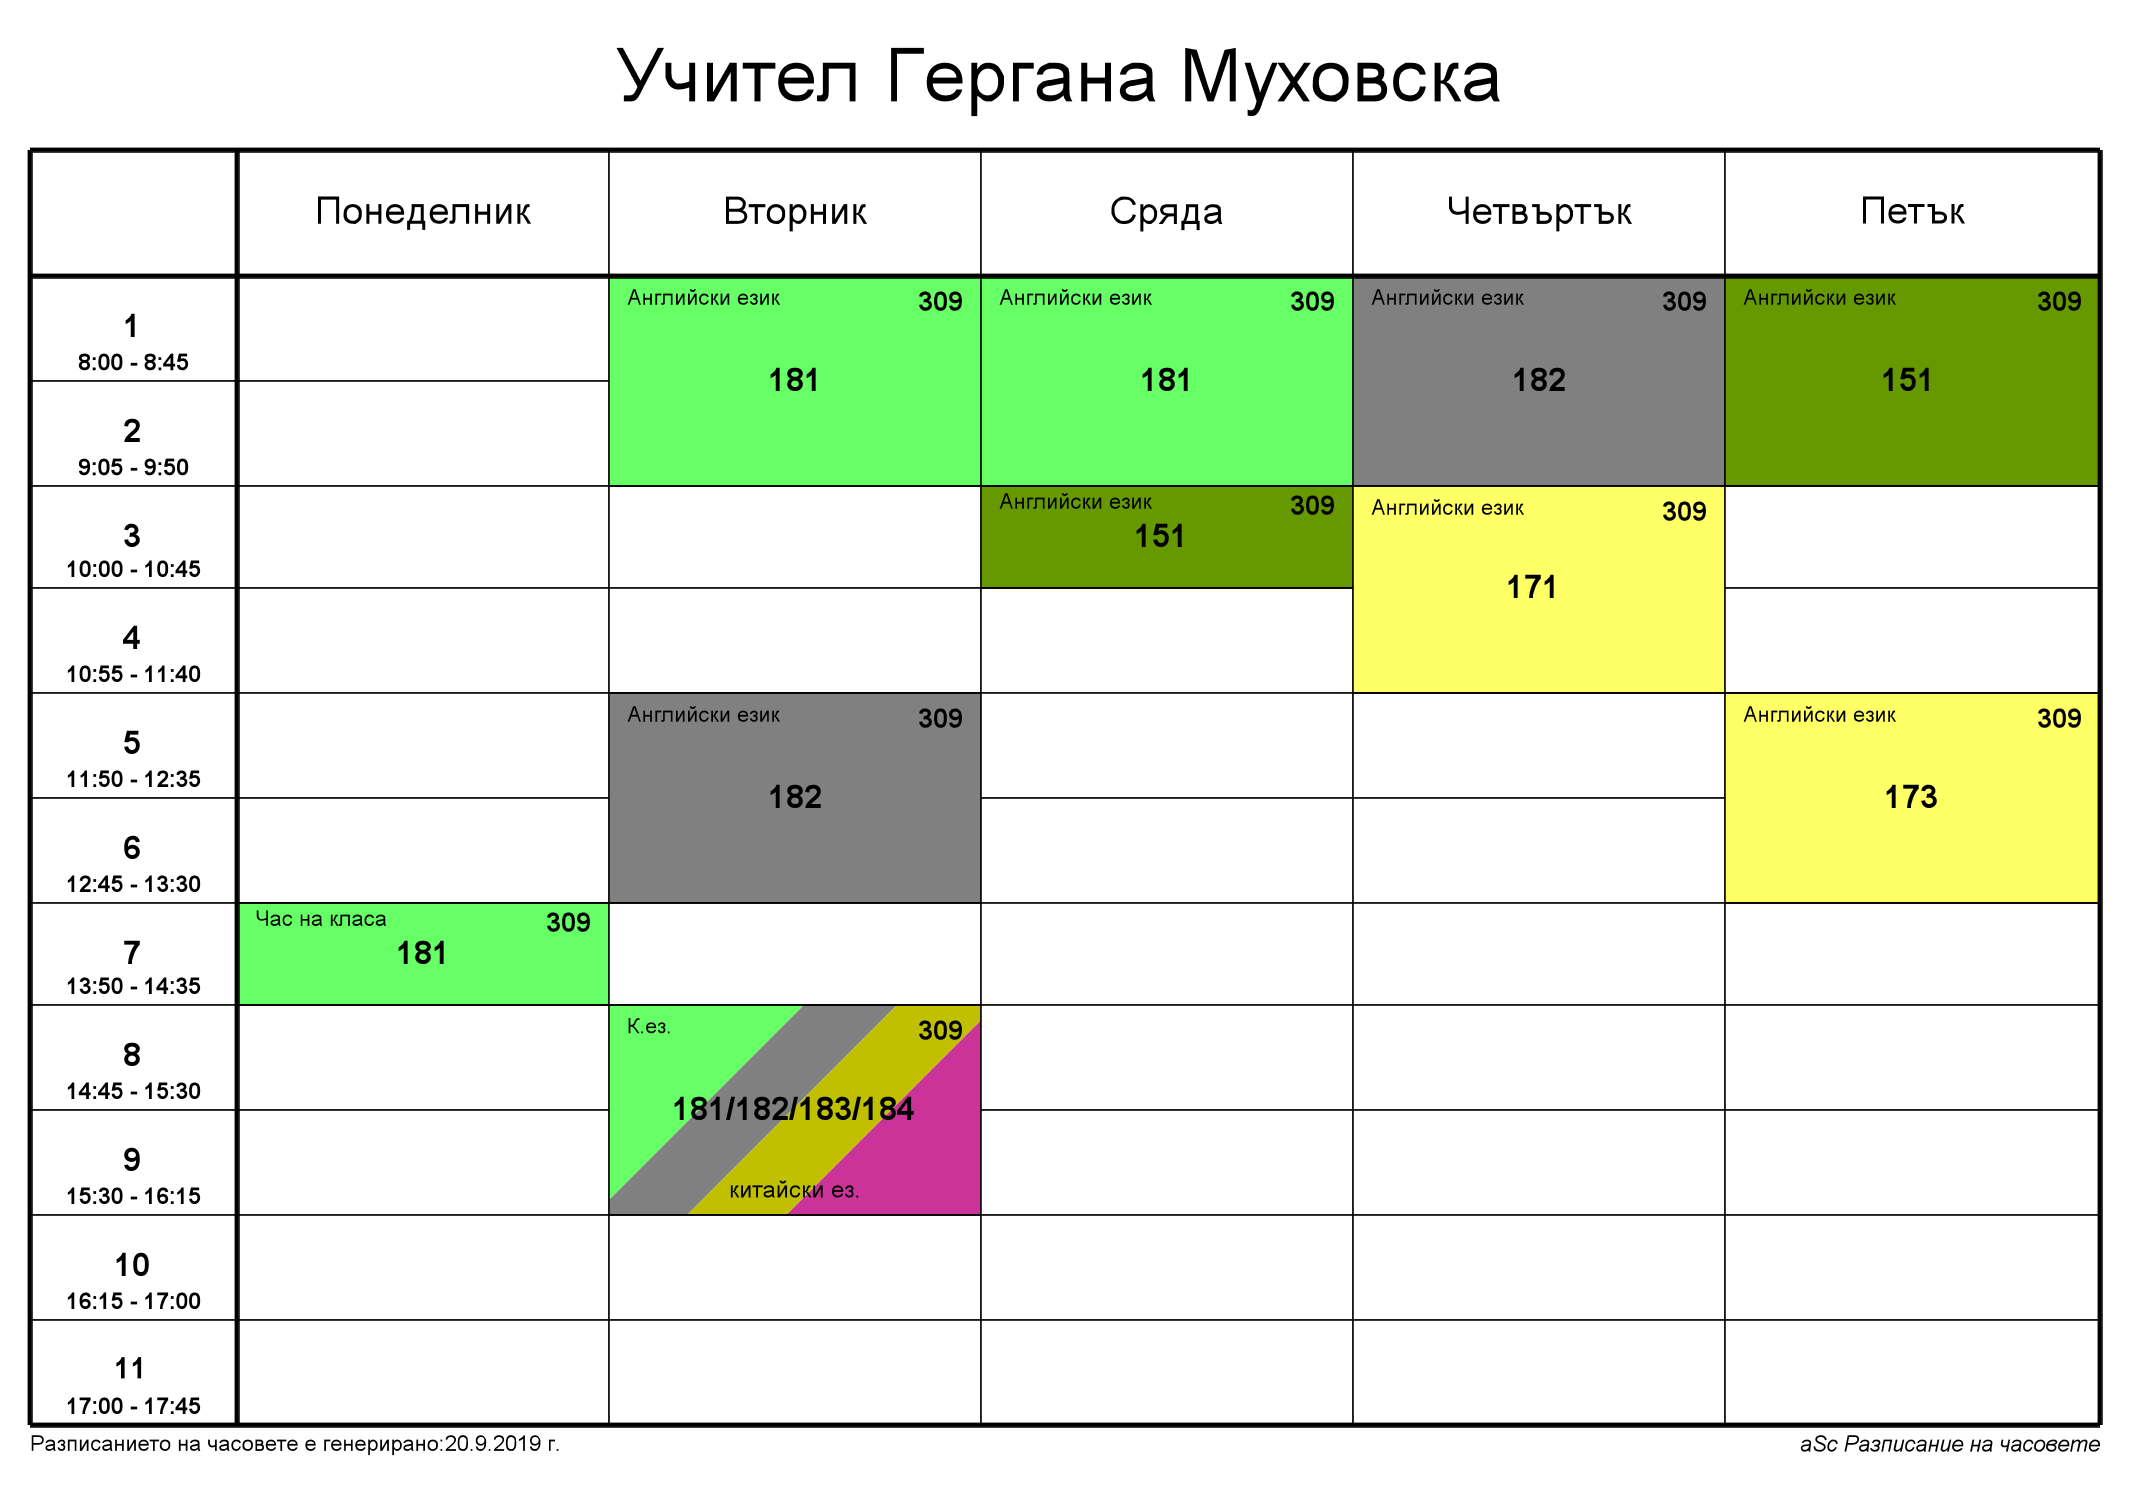 Учител Гергана Муховска
Понеделник Вторник Сряда Четвъртък Петък
1
8:00 - 8:45
Английски език 309
181
Английски език 309
181
Английски език 309
182
Английски език 309
151
2
9:05 - 9:50
3
10:00 - 10:45
Английски език 309
151
Английски език 309
171
4
10:55 - 11:40
5
11:50 - 12:35
Английски език 309
182
Английски език 309
173
6
12:45 - 13:30
7
13:50 - 14:35
Час на класа 309
181
8
14:45 - 15:30
К.ез. 309
181/182/183/184
китайски ез.
9
15:30 - 16:15
10
16:15 - 17:00
11
17:00 - 17:45
Разписанието на часовете е генерирано:20.9.2019 г.
aSc Разписание на часовете